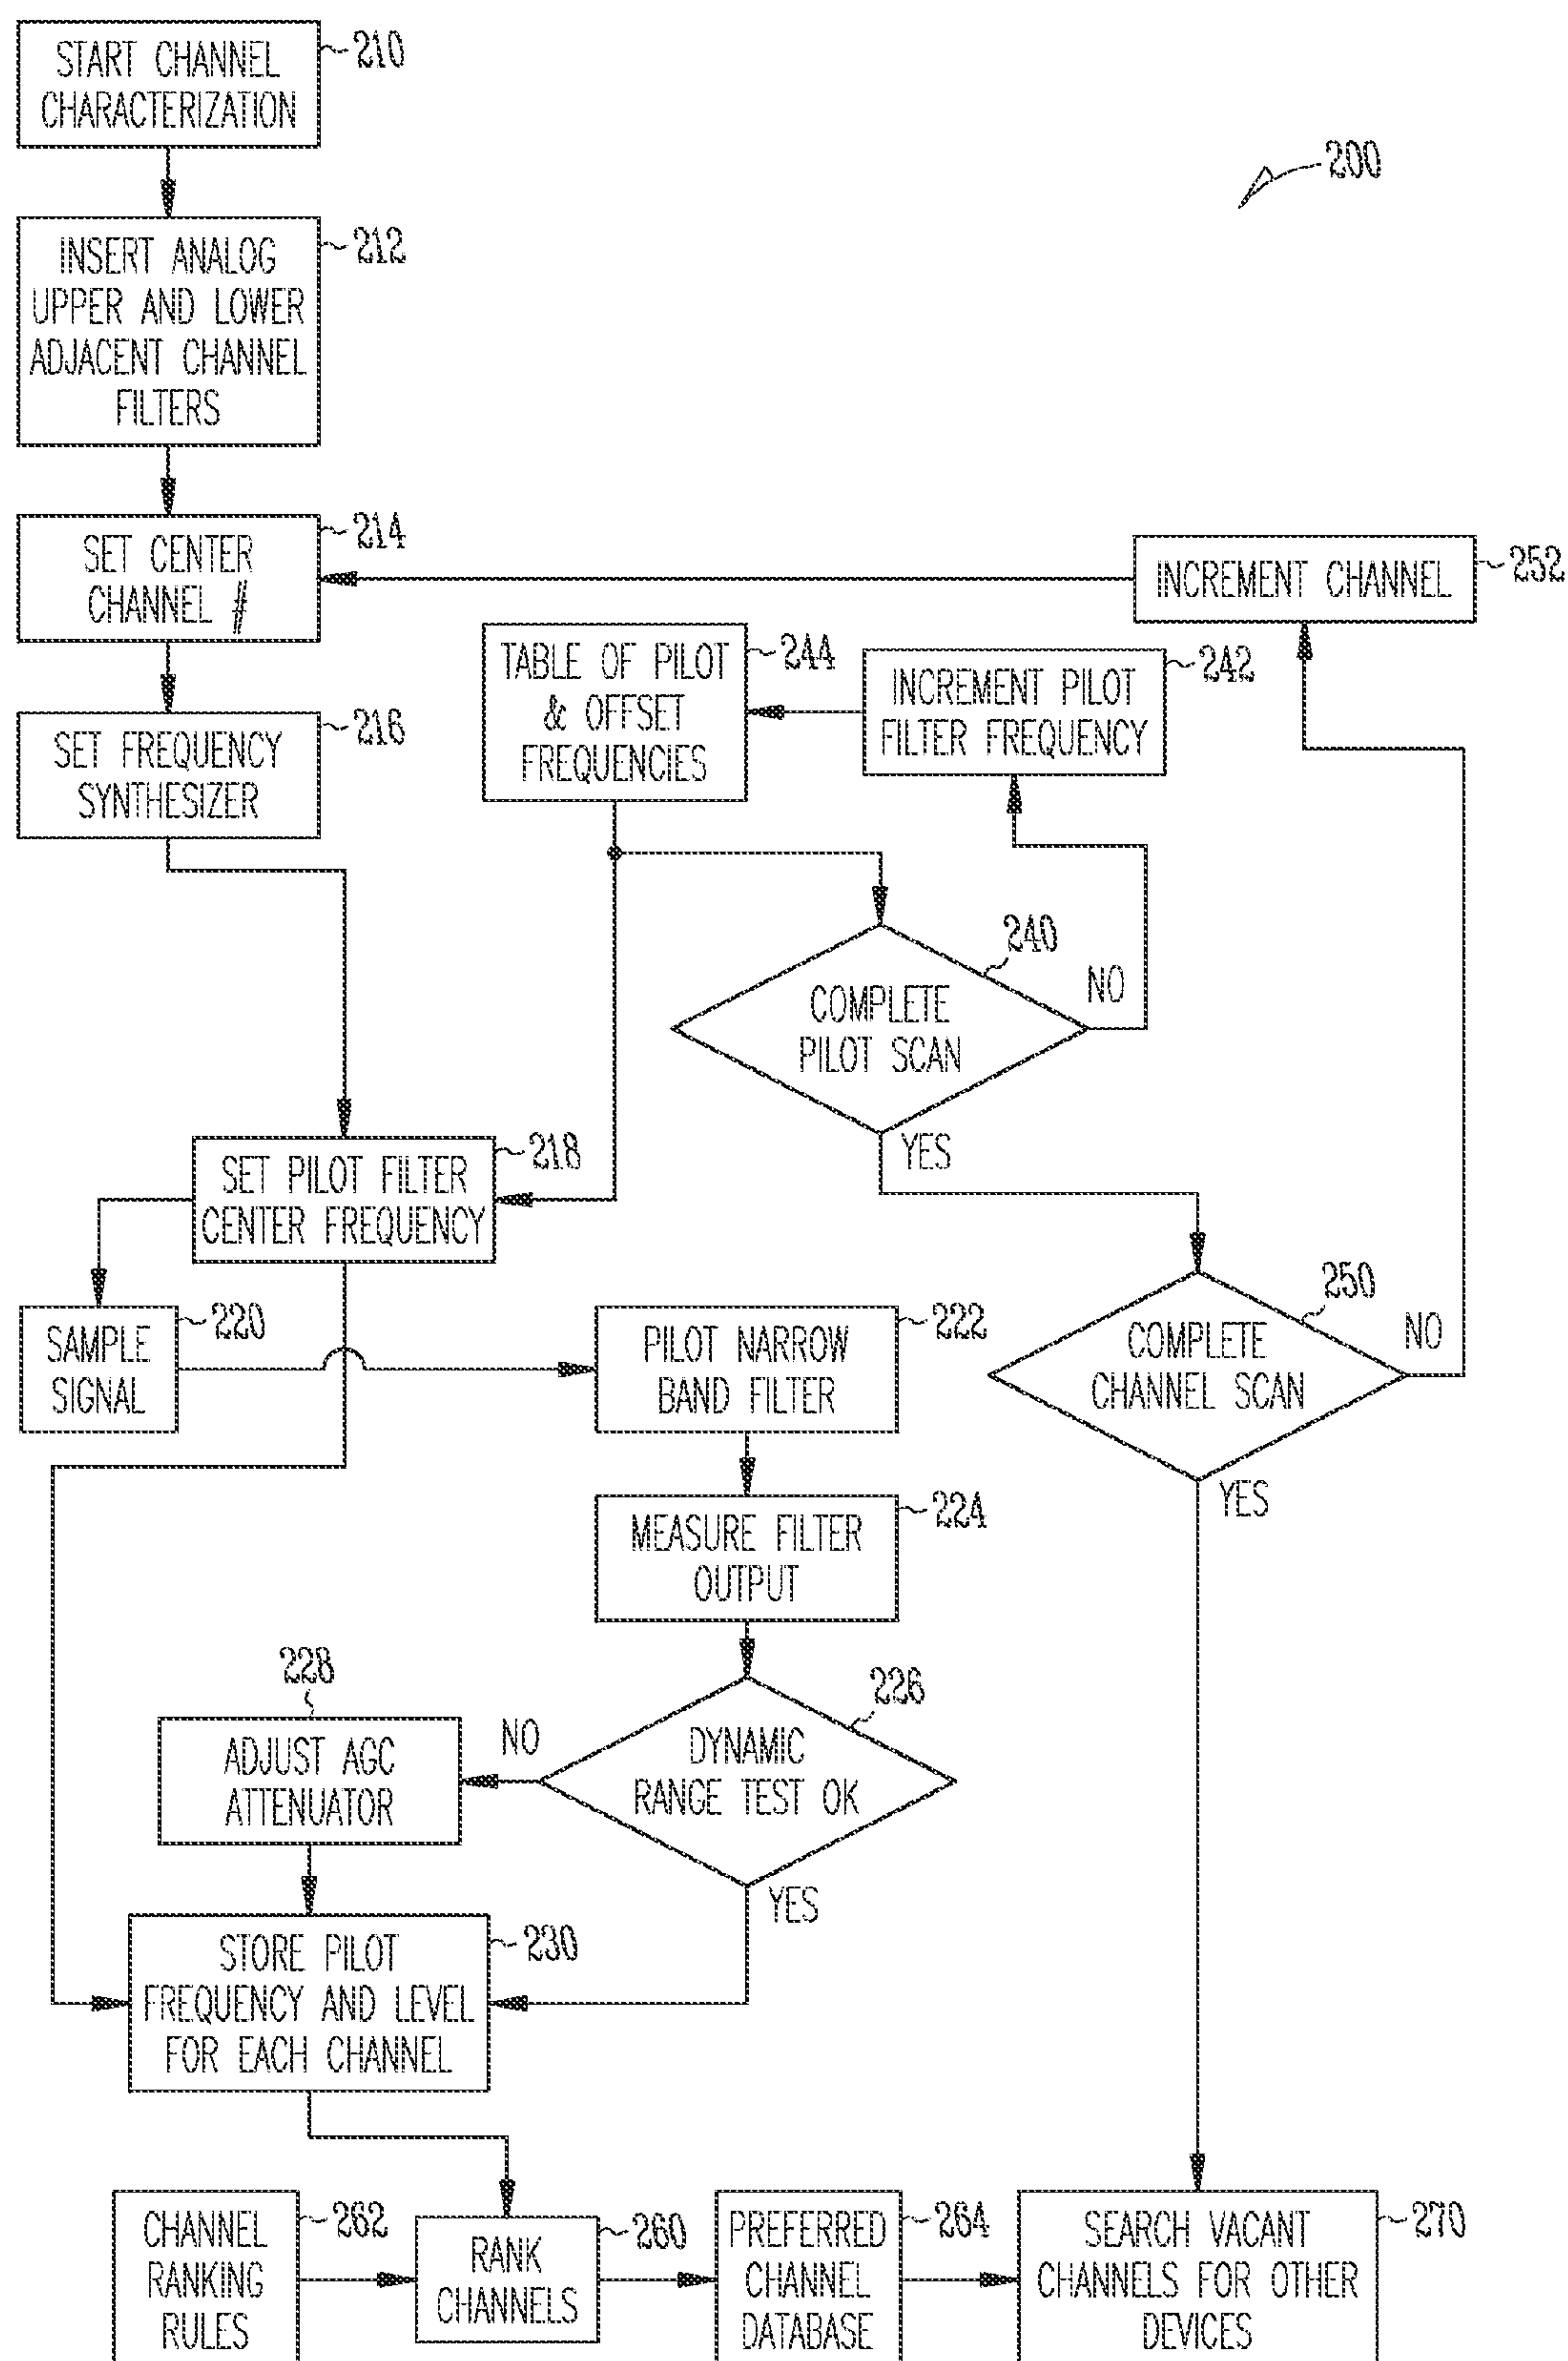 START CHANNEL
CHARACTERIZATION
210
200
INSERT ANALOG
UPPER AND LOWER
ADJACENT CHANNEL
FILTERS
212
SET CENTER
CHANNEL #
214
INCREMENT CHANNEL
252
TABLE OF PILOT
& OFFSET
FREQUENCIES
244
INCREMENT PILOT
FILTER FREQUENCY
242
SET FREQUENCY
SYNTHESIZER
216
COMPLETE
PILOT SCAN
240
NO
YES
SET PILOT FILTER
CENTER FREQUENCY
218
SAMPLE
SIGNAL
220
PILOT NARROW
BAND FILTER
222
COMPLETE
CHANNEL SCAN
250
NO
YES
MEASURE FILTER
OUTPUT
224
228
ADJUST AGC
ATTENUATOR
NO
DYNAMIC
RANGE TEST OK
226
YES
STORE PILOT
FREQUENCY AND LEVEL
FOR EACH CHANNEL
230
CHANNEL
RANKING
RULES
262
RANK
CHANNELS
260
PREFERRED
CHANNEL
DATABASE
264
SEARCH VACANT
CHANNELS FOR OTHER
DEVICES
270